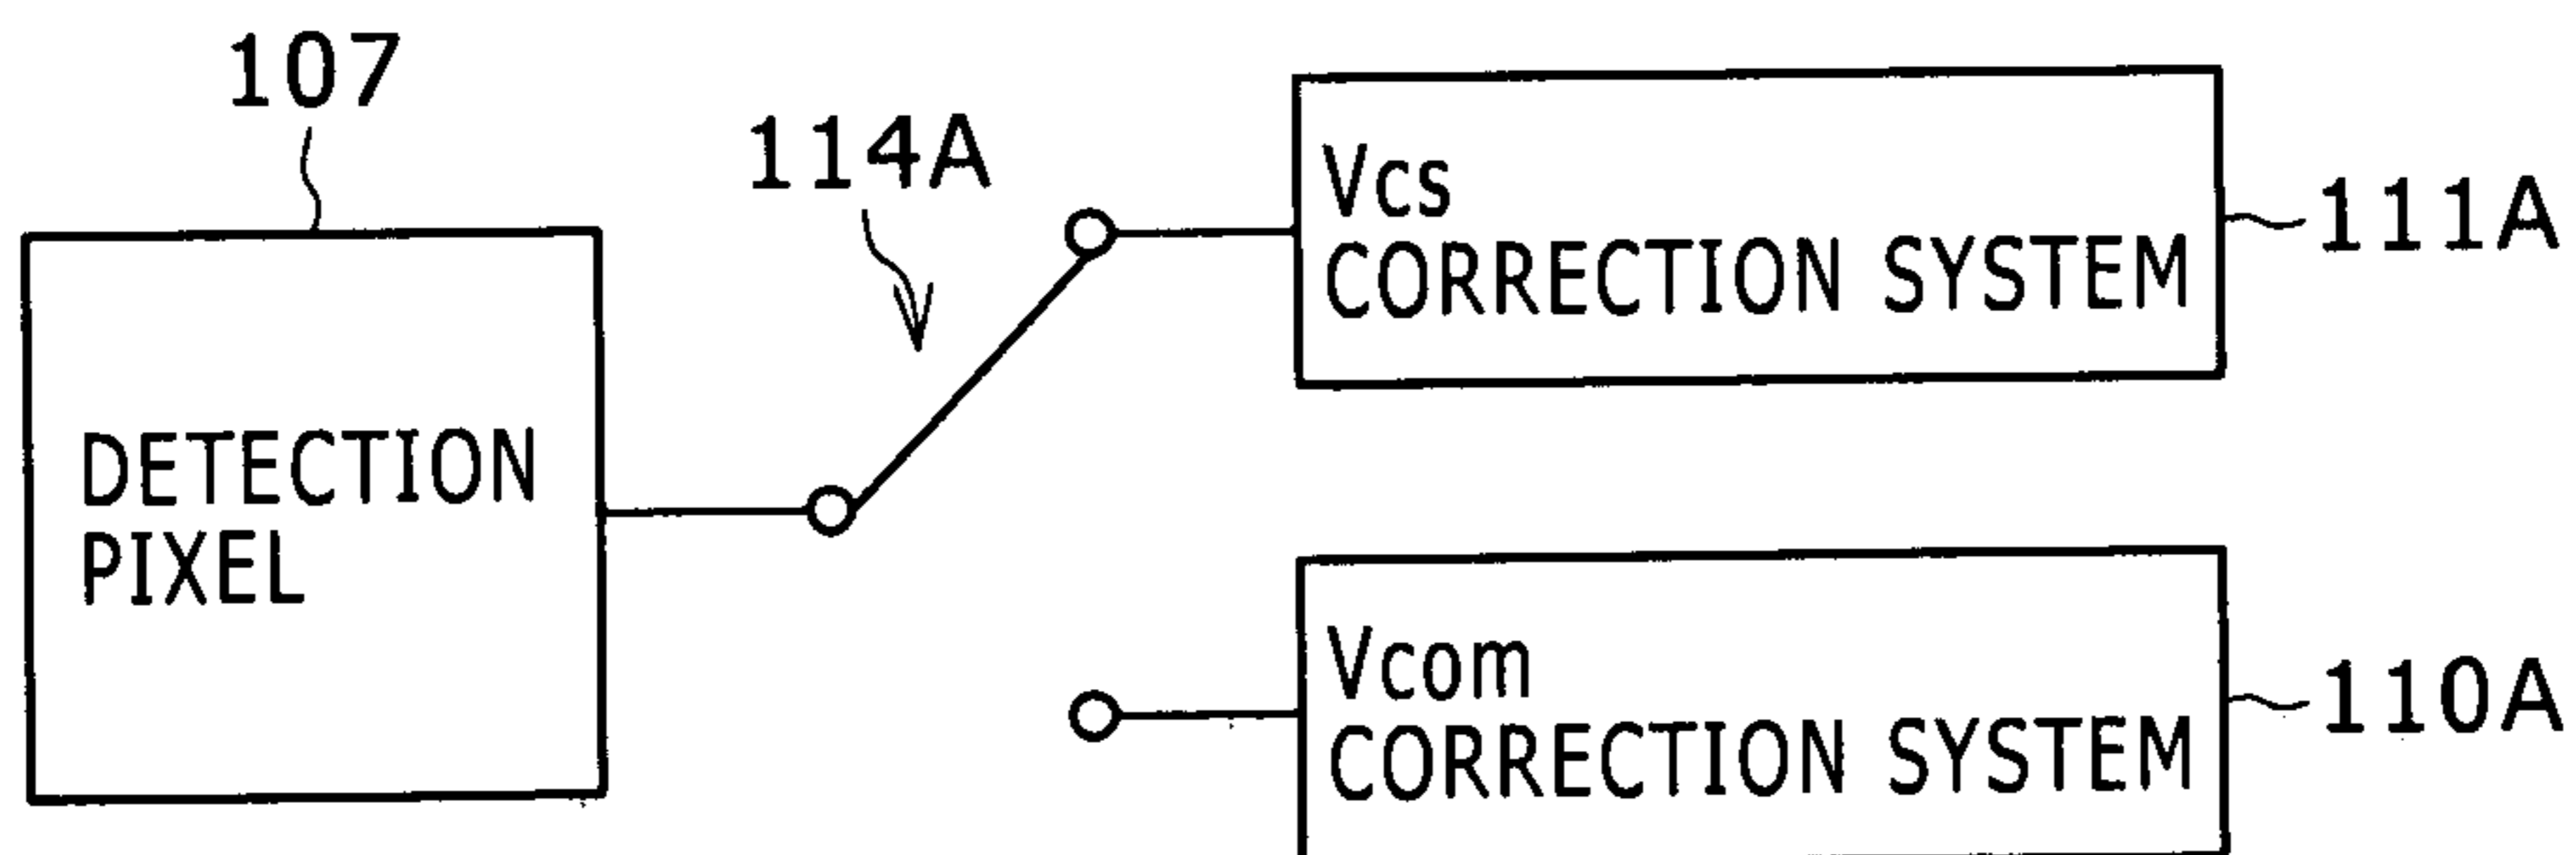 107
114A
Vcs
CORRECTION SYSTEM
111A
DETECTION
PIXEL
Vcom
CORRECTION SYSTEM
110A